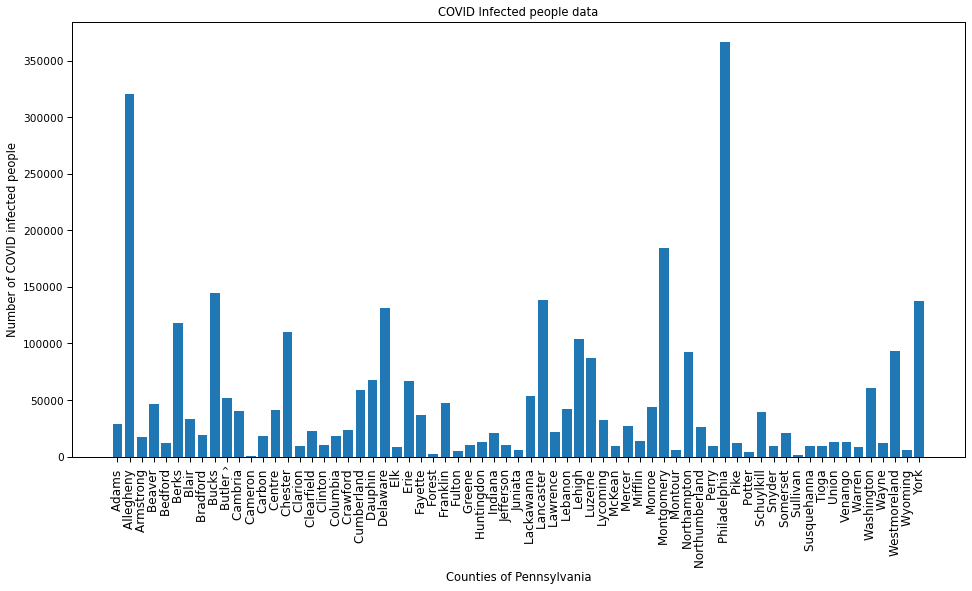 COVID Infected people data
Number of COVID infected people
350000
300000
250000
200000
150000
100000
50000
0
Adams
Allegheny
Armstrong
Beaver
Bedford
Berks
Blair
Bradford
Bucks
Butler ›
Cambria
Cameron
Carbon
Centre
Chester
Clarion
Clearfield
Clinton
Columbia
Crawford
Cumberland
Dauphin
Delaware
Elk
Erie
Fayette
Forest
Franklin
Fulton
Greene
Huntingdon
Indiana
Jefferson
Juniata
Lackawanna
Lancaster
Lawrence
Lebanon
Lehigh
Luzerne
Lycoming
McKean
Mercer
Mifflin
Monroe
Montgomery
Montour
Northampton
Northumberland
Perry
Philadelphia
Pike
Potter
Schuylkill
Snyder
Somerset
Sullivan
Susquehanna
Tioga
Union
Venango
Warren
Washington
Wayne
Westmoreland
Wyoming
York
Counties of Pennsylvania